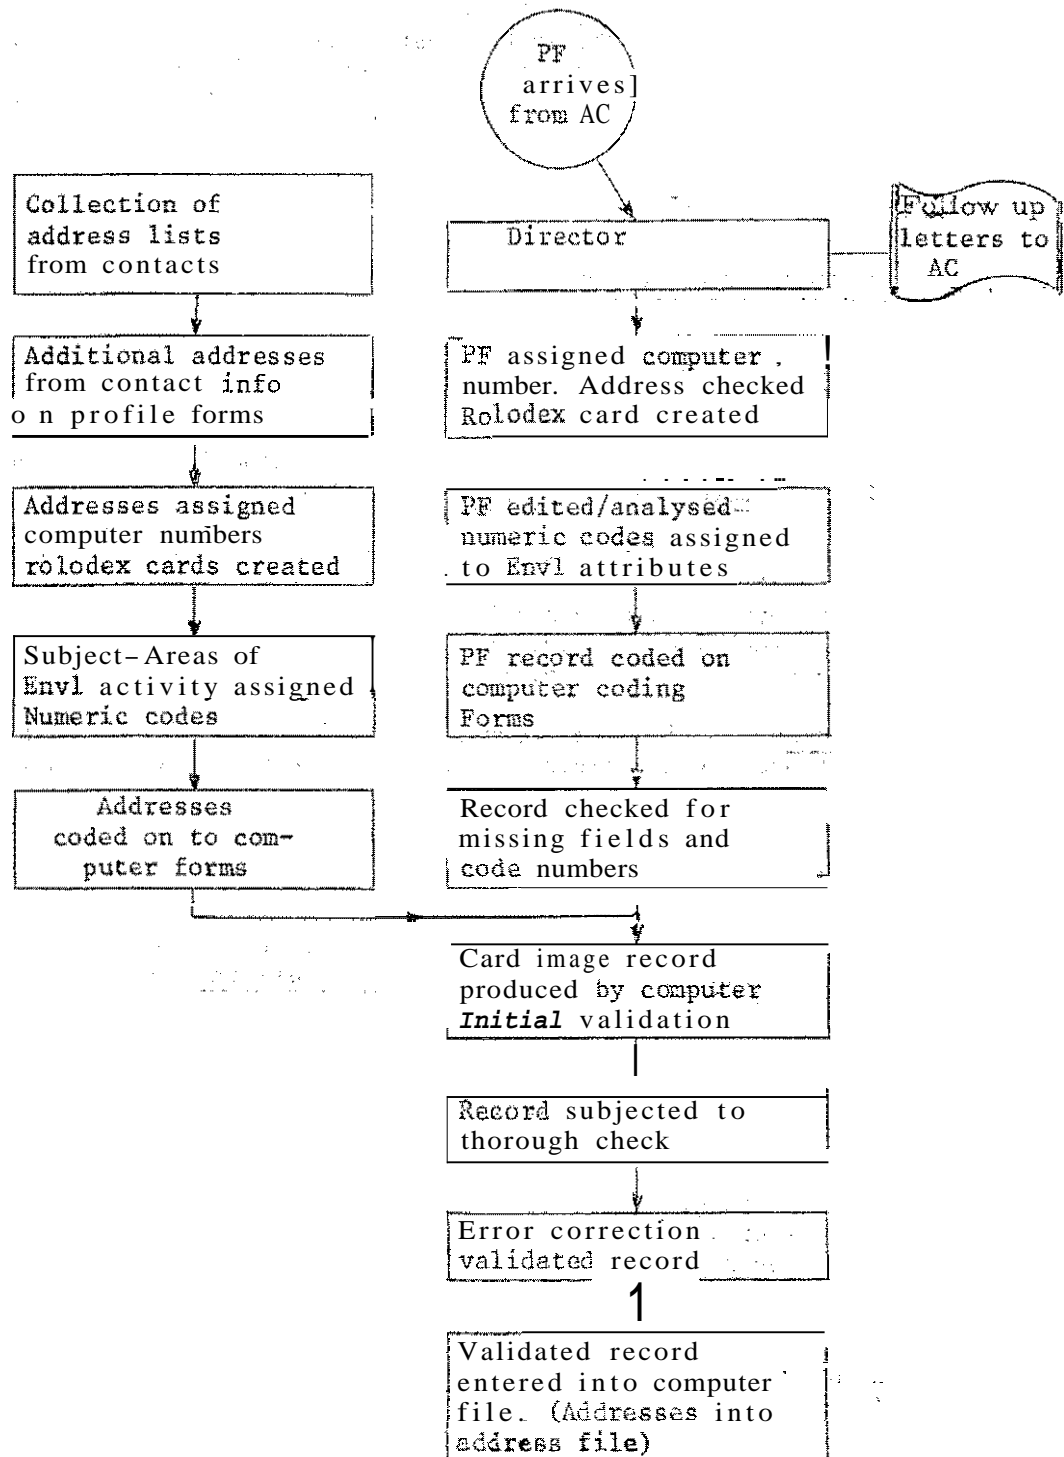 PF
arrives]
from AC
Collection of
address lists
from contacts
Director
Follow up
letters to
AC
Additional addresses
from contact info
on profile forms
PF assigned computer .
number. Address checked
Rolodex card created
Addresses assigned
computer numbers
rolodex cards created
PF edited/analysed
numeric codes assigned
to Envl attributes
Subject-Areas of
Envl activity assigned
Numeric codes
PF record coded on
computer coding
Forms
Addresses
coded on to com-
puter forms
Record checked for
missing fields and
code numbers
Card image record
produced by computer
Initial validation
Record subjected to
thorough check
Error correction
validated record
1
Validated record
entered into computer
file. (Addresses into
address file)